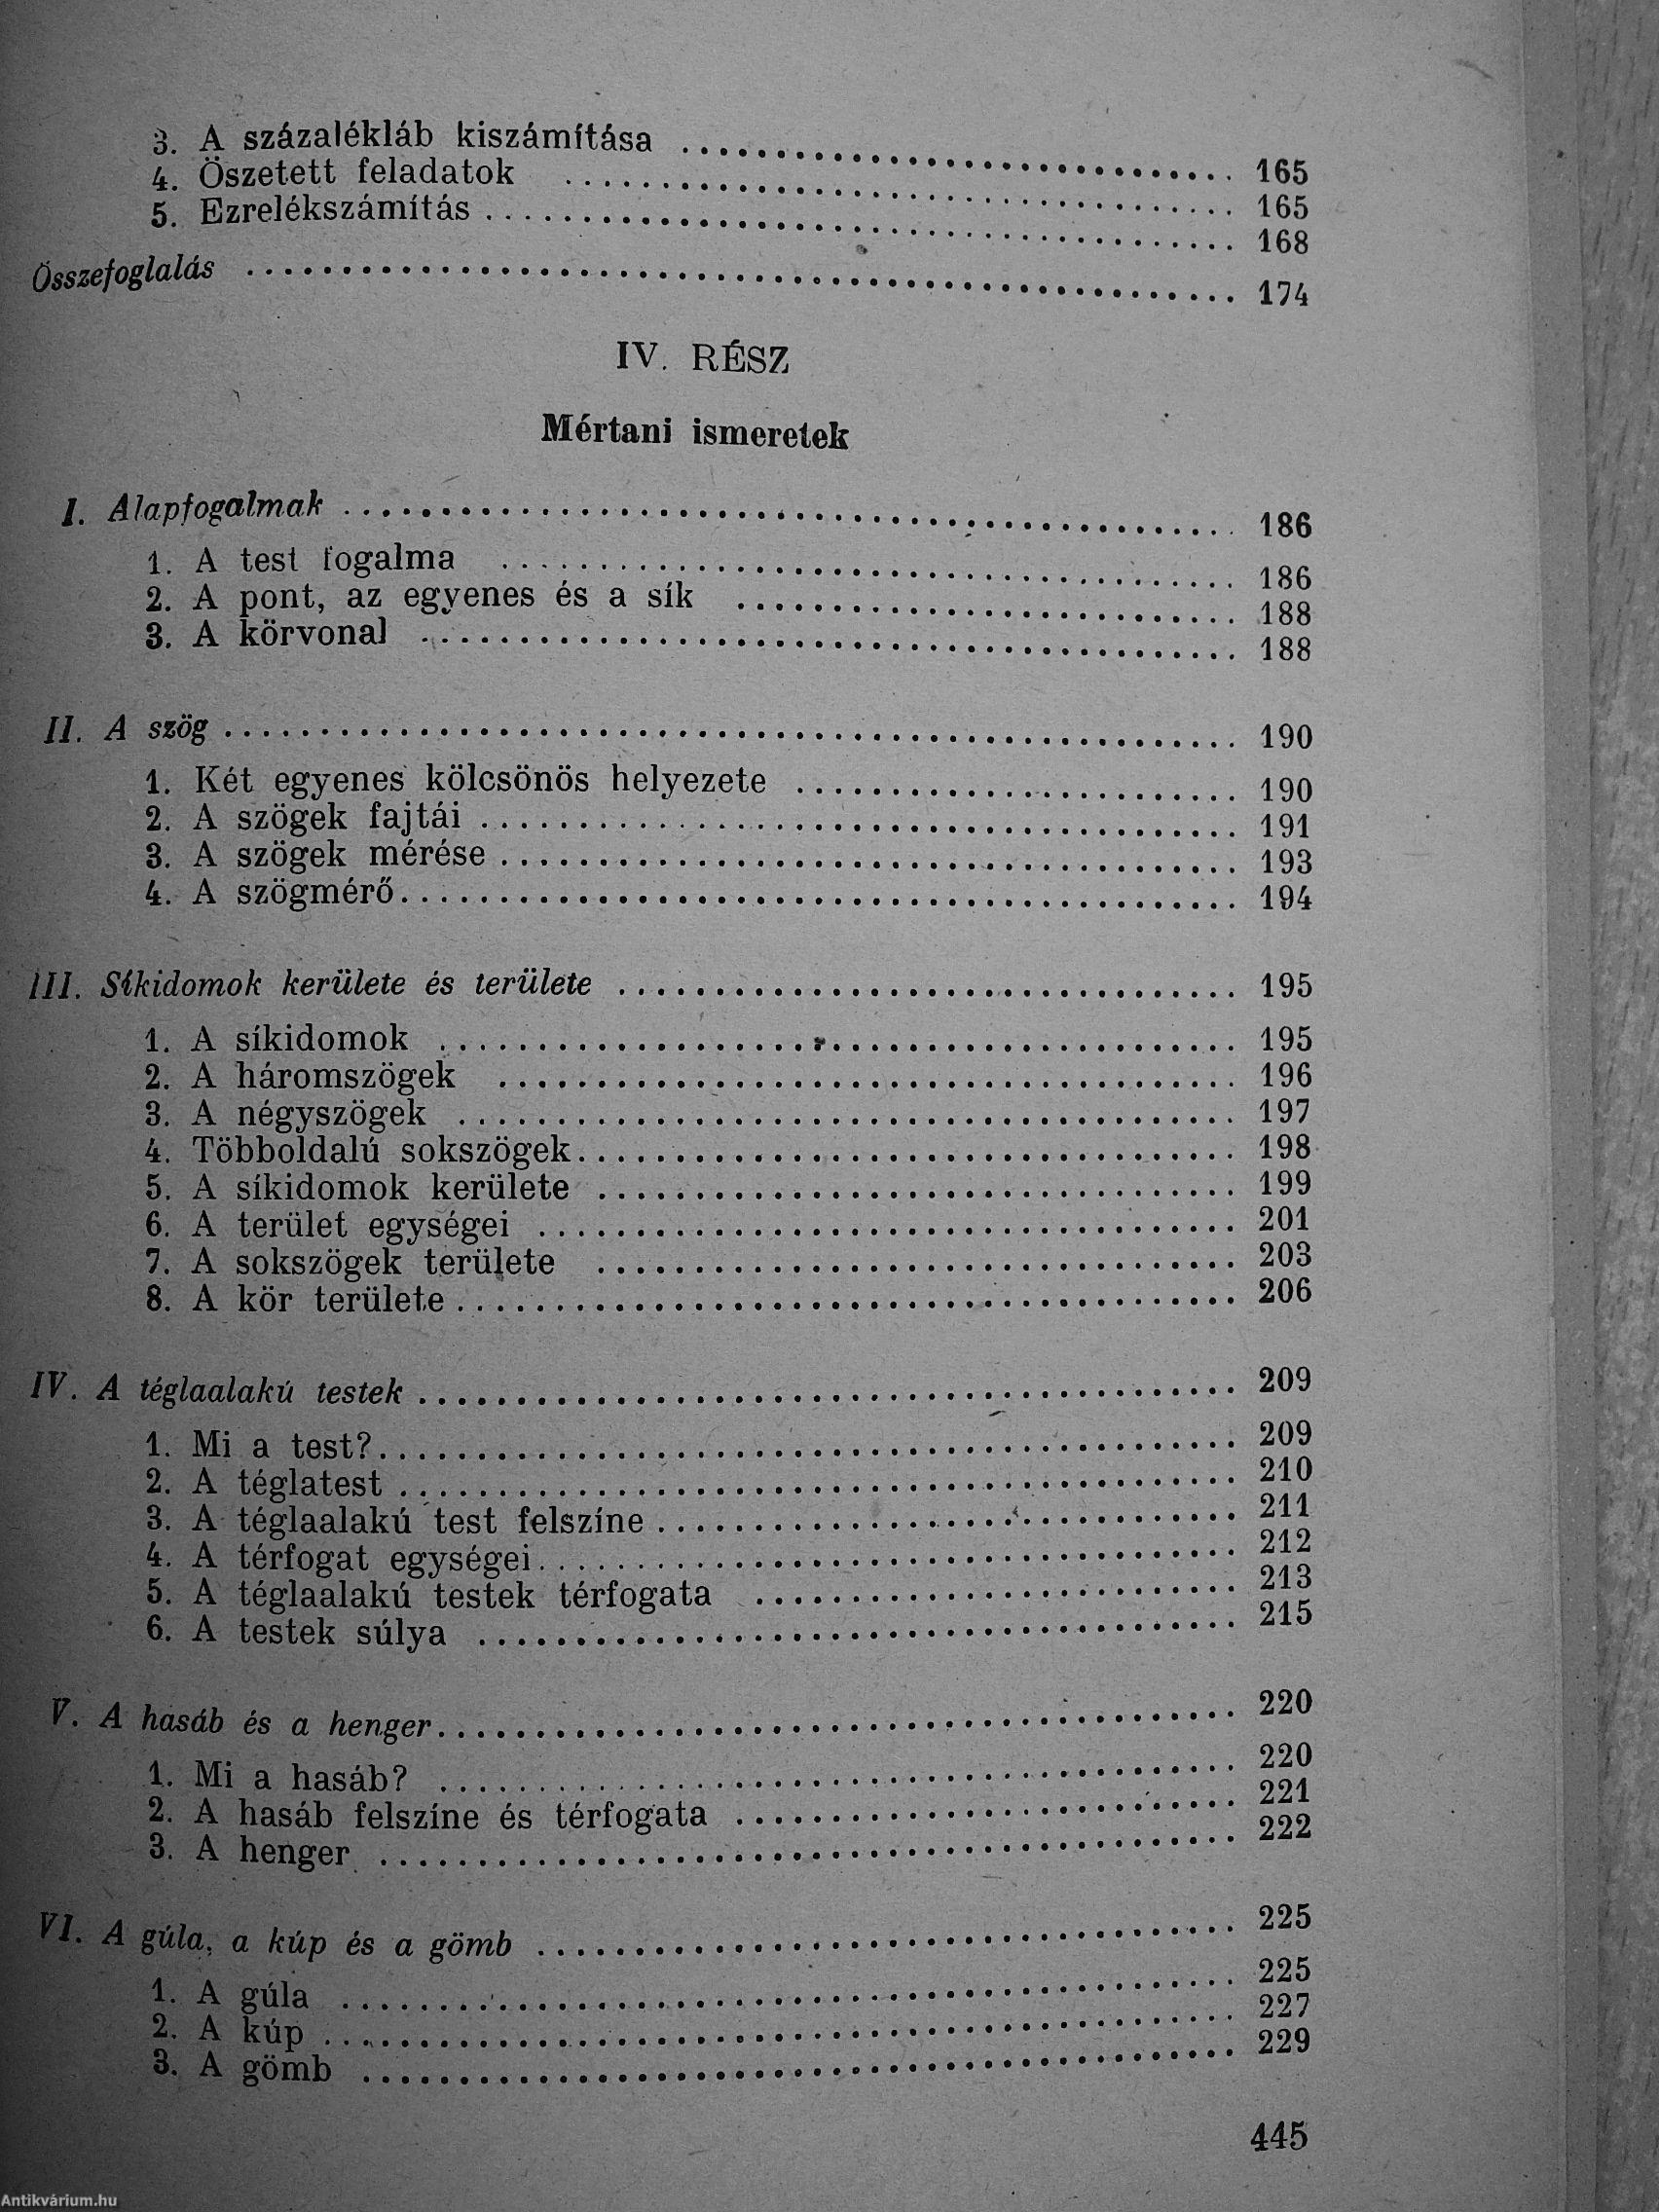 3. A százalékláb kiszámítása ........ 165
4. Öszetett feladatok ........ 165
5. Ezrelékszámítás ........ 168
Összefoglalás ........ 174
IV. RÉSZ
Mértani ismeretek
I. Alapfogalmak ........ 186
1. A test fogalma ........ 186
2. A pont, az egyenes és a sík ........ 188
3. A körvonal ........ 188
II. A szög ........ 190
1. Két egyenes kölcsönös helyezete ........ 190
2. A szögek fajtái ........ 191
3. A szögek mérése ........ 193
4. A szögmérő ........ 194
III. Síkidomok kerülete és területe ........ 195
1. A síkidomok ........ 195
2. A háromszögek ........ 196
3. A négyszögek ........ 197
4. Többoldalú sokszögek ........ 198
5. A síkidomok kerülete ........ 199
6. A terület egységei ........ 201
7. A sokszögek területe ........ 203
8. A kör területe ........ 206
IV. A téglaalakú testek ........ 209
1. Mi a test? ........ 209
2. A téglatest ........ 210
3. A téglaalakú test felszíne ........ 211
4. A térfogat egységei ........ 212
5. A téglaalakú testek térfogata ........ 213
6. A testek súlya ........ 215
V. A hasáb és a henger ........ 220
1. Mi a hasáb? ........ 220
2. A hasáb felszíne és térfogata ........ 221
3. A henger ........ 222
VI. A gúla, a kúp és a gömb ........ 225
1. A gúla ........ 225
2. A kúp ........ 227
3. A gömb ........ 229
445
Antikvárium.hu